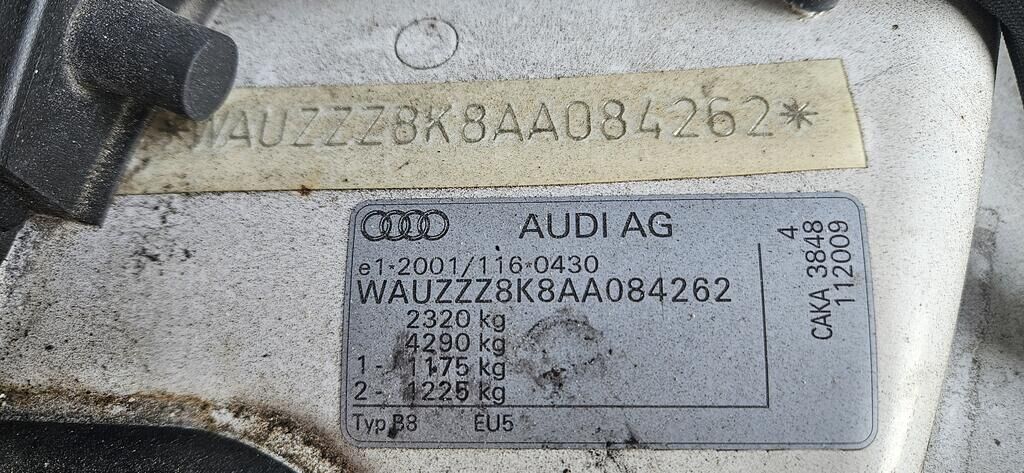 *WAUZZZ8K8AA084262*
AUDI AG
e1*2001/116*0430
WAUZZZ8K8AA084262
2320 kg
4290 kg
1- 1175 kg
2- 1225 kg
Typ B8 EU5
4
CAKA 3848
112009